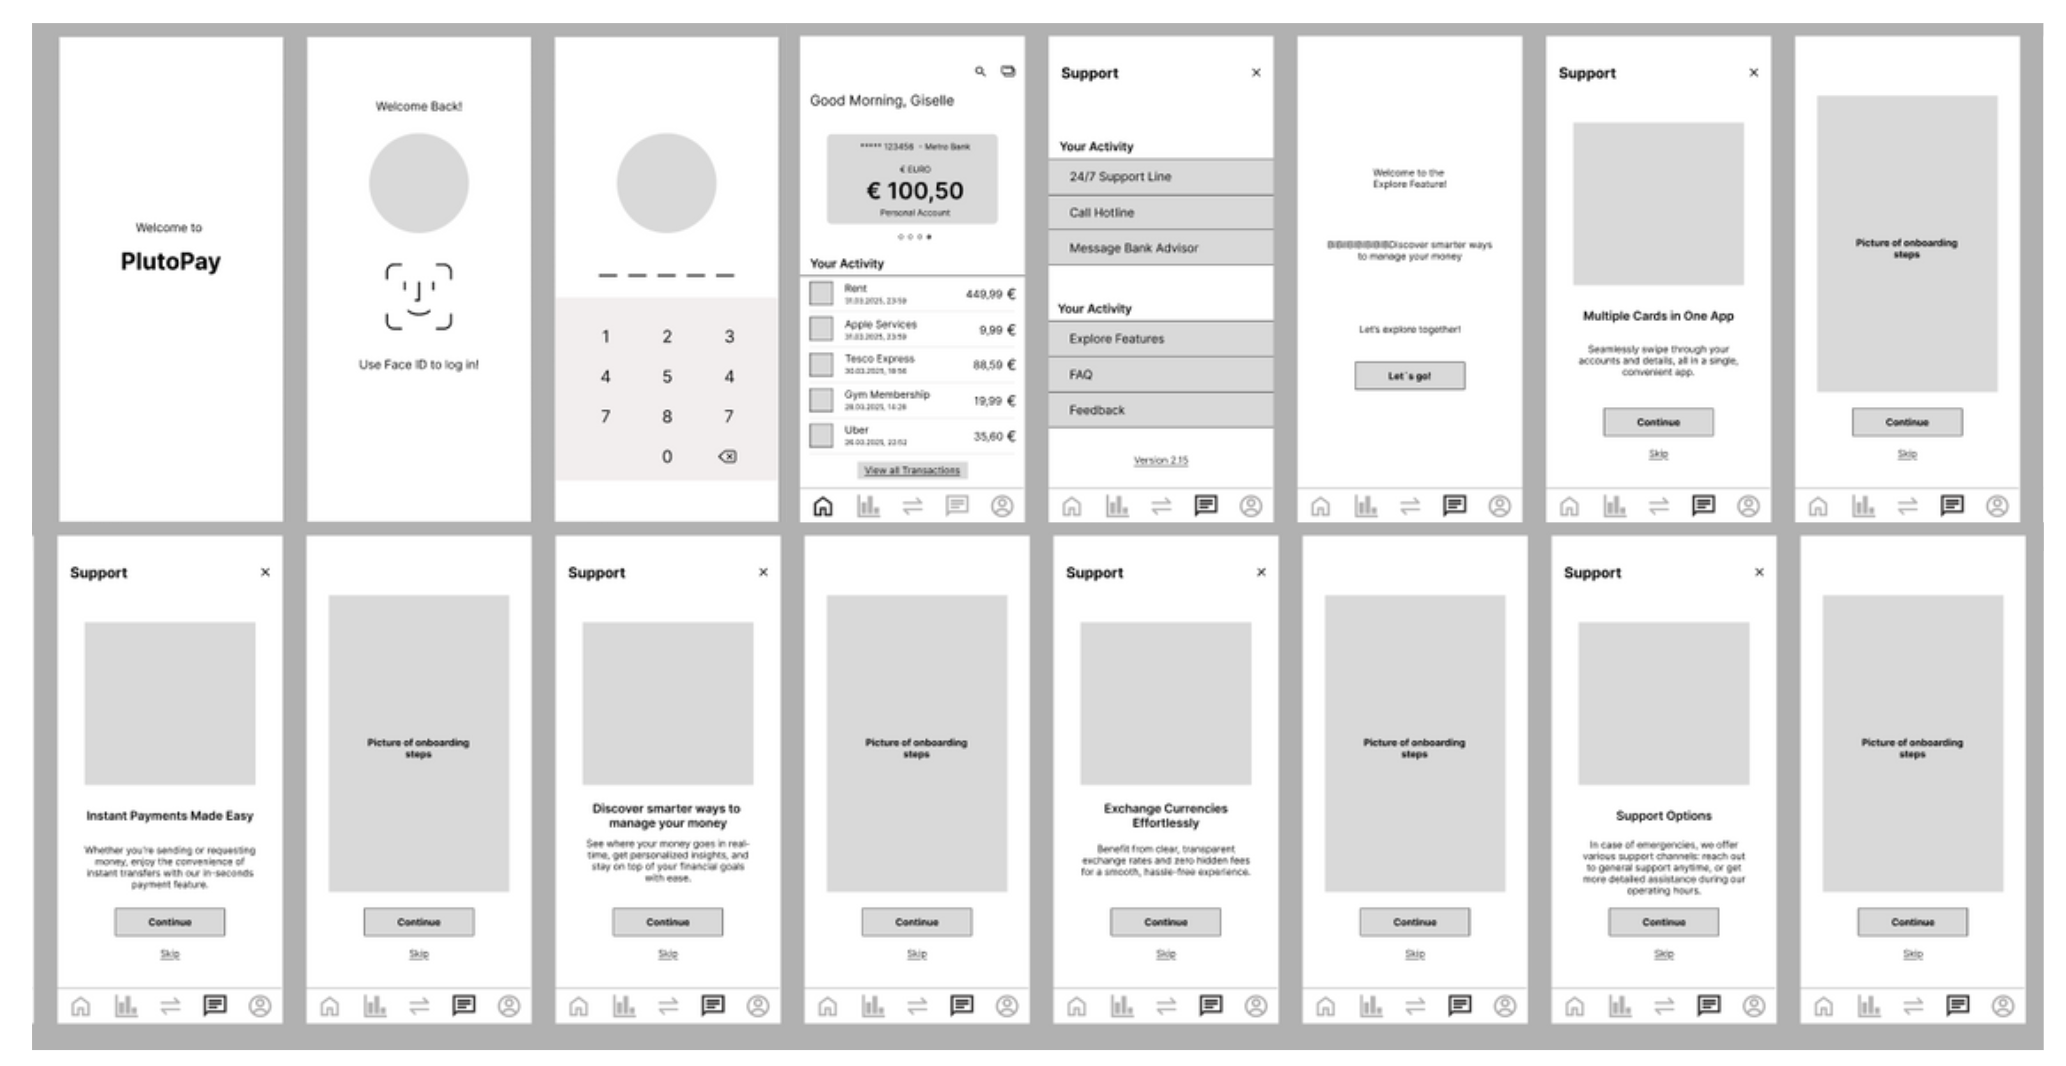 Welcome to
PlutoPay
Welcome Back!
Use Face ID to log in!
1 2 3
4 5 4
7 8 7
0
Good Morning, Giselle
***** 123456 - Metro Bank
€ EURO
€ 100,50
Personal Account
Your Activity
Rent
449,99 €
31.03.2025, 23:59
Apple Services
9,99 €
31.03.2025, 23:59
Tesco Express
88,59 €
30.03.2025, 18:56
Gym Membership
19,99 €
28.03.2025, 14:28
Uber
35,60 €
26.03.2025, 22:52
View all Transactions
Support
Your Activity
24/7 Support Line
Call Hotline
Message Bank Advisor
Your Activity
Explore Features
FAQ
Feedback
Version 2.15
Welcome to the
Explore Feature!
Discover smarter ways
to manage your money
Let's explore together!
Let´s go!
Support
Multiple Cards in One App
Seamlessly swipe through your
accounts and details, all in a single,
convenient app.
Continue
Skip
Picture of onboarding
steps
Continue
Skip
Support
Instant Payments Made Easy
Whether you're sending or requesting
money, enjoy the convenience of
instant transfers with our in-seconds
payment feature.
Continue
Skip
Picture of onboarding
steps
Continue
Skip
Support
Discover smarter ways to
manage your money
See where your money goes in real-
time, get personalized insights, and
stay on top of your financial goals
with ease.
Continue
Skip
Picture of onboarding
steps
Continue
Skip
Support
Exchange Currencies
Effortlessly
Benefit from clear, transparent
exchange rates and zero hidden fees
for a smooth, hassle-free experience.
Continue
Skip
Picture of onboarding
steps
Continue
Skip
Support
Support Options
In case of emergencies, we offer
various support channels: reach out
to general support anytime, or get
more detailed assistance during our
operating hours.
Continue
Skip
Picture of onboarding
steps
Continue
Skip